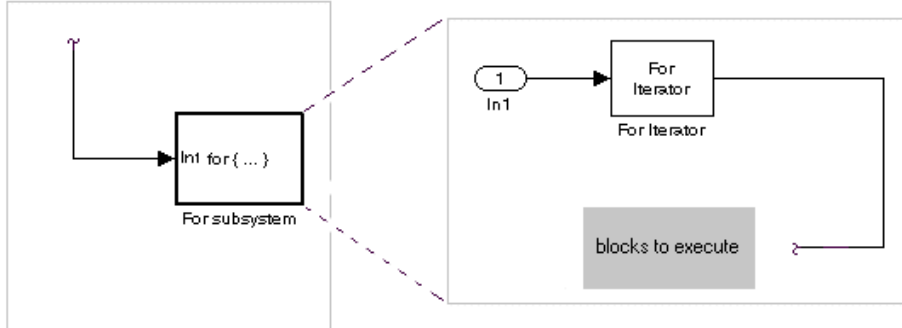 In1 for { ... }
For subsystem
1
In1
For
Iterator
For Iterator
blocks to execute